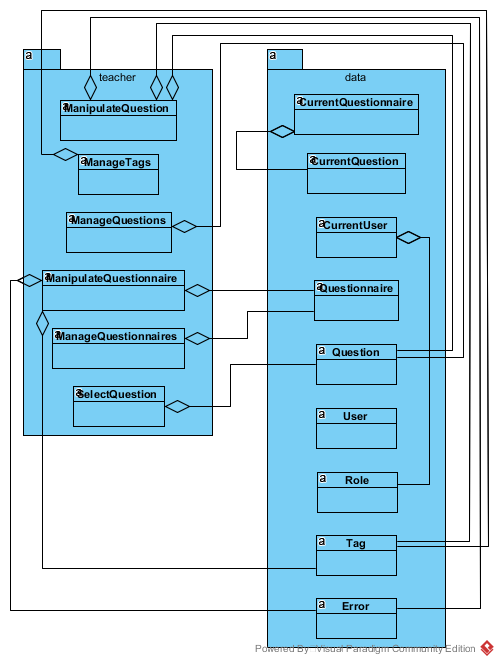 a
teacher
a
ManipulateQuestion
a
ManageTags
a
ManageQuestions
a
ManipulateQuestionnaire
a
ManageQuestionnaires
a
SelectQuestion
a
data
a
CurrentQuestionnaire
a
CurrentQuestion
a
CurrentUser
a
Questionnaire
a
Question
a
User
a
Role
a
Tag
a
Error
Powered By Visual Paradigm Community Edition